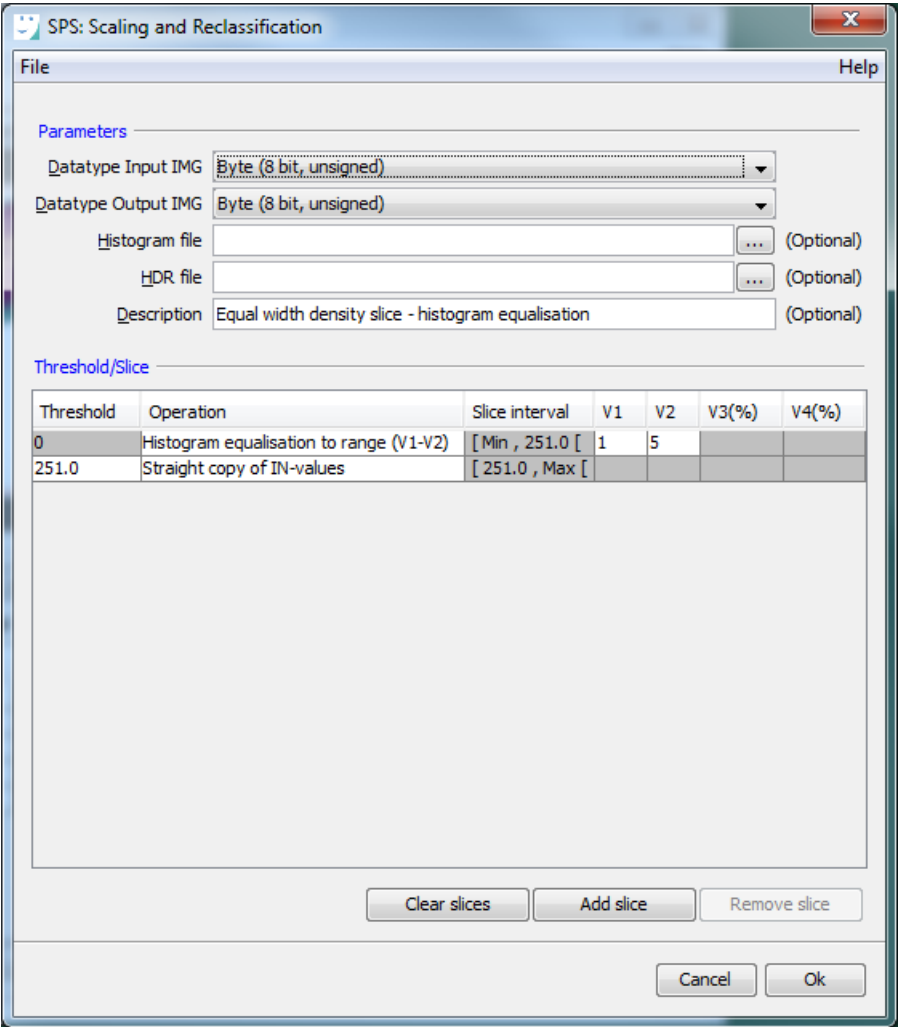 SPS: Scaling and Reclassification
File Help
Parameters
Datatype Input IMG Byte (8 bit, unsigned)
Datatype Output IMG Byte (8 bit, unsigned)
Histogram file ... (Optional)
HDR file ... (Optional)
Description Equal width density slice - histogram equalisation (Optional)
Threshold/Slice
Threshold Operation Slice interval V1 V2 V3(%) V4(%)
0 Histogram equalisation to range (V1-V2) [ Min , 251.0 [ 1 5
251.0 Straight copy of IN-values [ 251.0 , Max [
Clear slices Add slice Remove slice
Cancel Ok